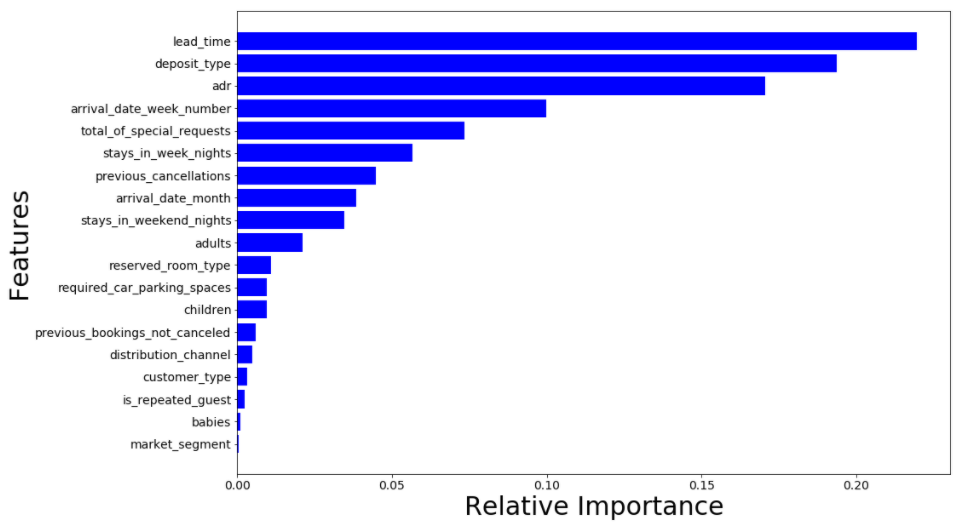 Features
lead_time
deposit_type
adr
arrival_date_week_number
total_of_special_requests
stays_in_week_nights
previous_cancellations
arrival_date_month
stays_in_weekend_nights
adults
reserved_room_type
required_car_parking_spaces
children
previous_bookings_not_canceled
distribution_channel
customer_type
is_repeated_guest
babies
market_segment
0.00 0.05 0.10 0.15 0.20
Relative Importance